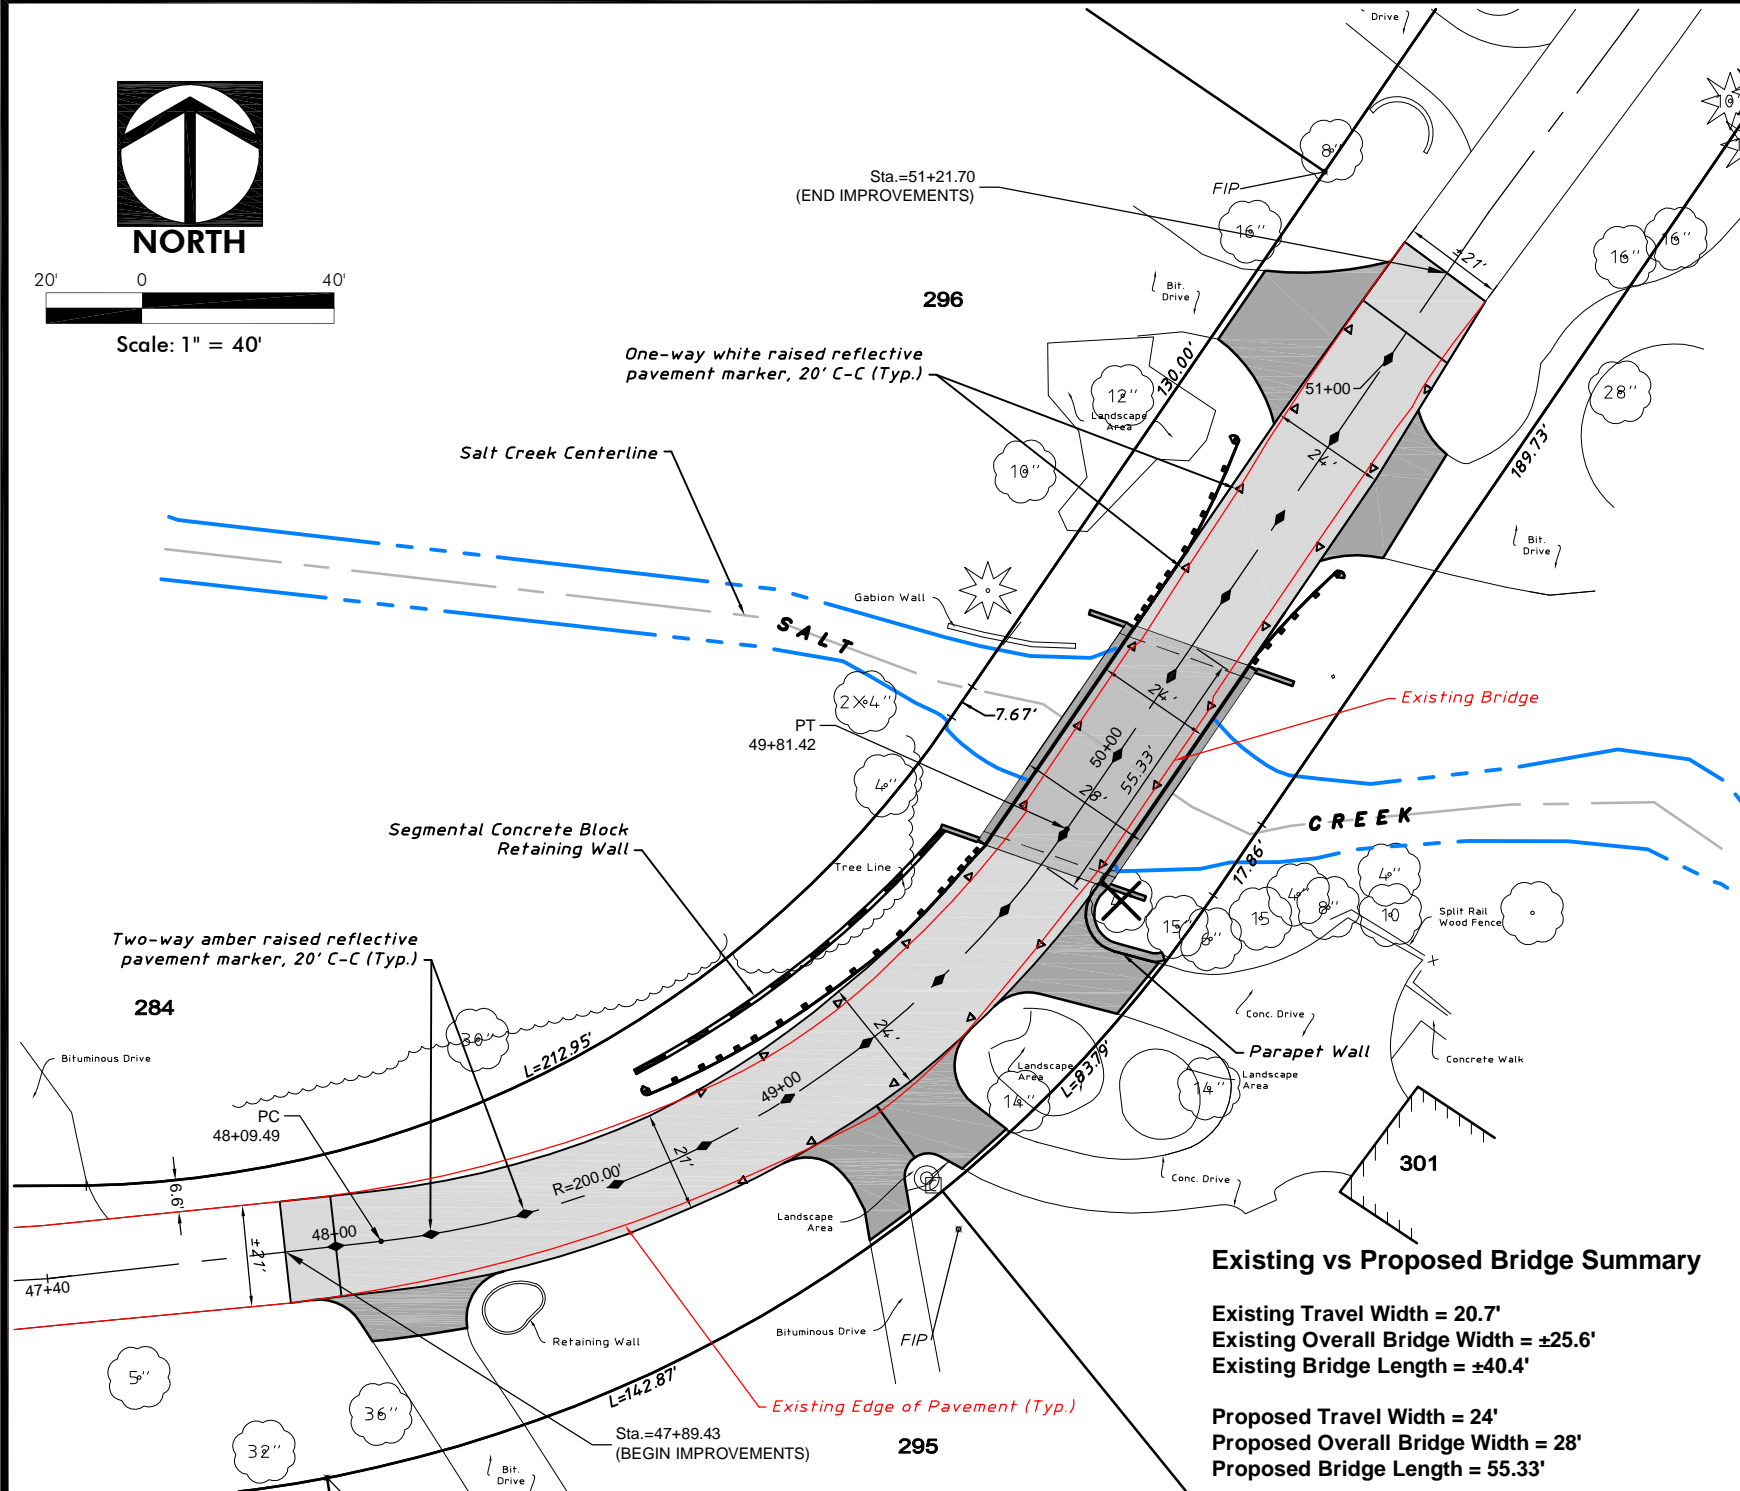 Drive
NORTH
20'
0
40'
Scale: 1" = 40'
8"
FIP
Sta.=51+21.70
(END IMPROVEMENTS)
16"
16"
16"
±21'
296
Bit.
Drive
One-way white raised reflective
pavement marker, 20' C-C (Typ.)
130.00'
12"
Landscape
Area
51+00
28"
24'
189.73'
Salt Creek Centerline
10"
Bit.
Drive
Gabion Wall
SALT
2X4"
24'
Existing Bridge
7.67'
PT
49+81.42
50+00
55.33'
28'
4"
CREEK
Segmental Concrete Block
Retaining Wall
Tree Line
17.86'
4"
4"
8"
10
15
15"
6"
Split Rail
Wood Fence
Two-way amber raised reflective
pavement marker, 20' C-C (Typ.)
284
30"
24'
Conc. Drive
Bituminous Drive
L=212.95'
Parapet Wall
Concrete Walk
Landscape
Area
L=83.79'
Landscape
Area
14"
14"
49+00
PC
48+09.49
21'
R=200.00'
301
6.6'
Conc. Drive
Landscape
Area
48+00
±21'
47+40
Existing vs Proposed Bridge Summary
Existing Travel Width = 20.7'
Existing Overall Bridge Width = ±25.6'
Existing Bridge Length = ±40.4'
Retaining Wall
Bituminous Drive
FIP
5"
36"
32"
L=142.87'
Existing Edge of Pavement (Typ.)
Sta.=47+89.43
(BEGIN IMPROVEMENTS)
295
Bit.
Drive
Proposed Travel Width = 24'
Proposed Overall Bridge Width = 28'
Proposed Bridge Length = 55.33'